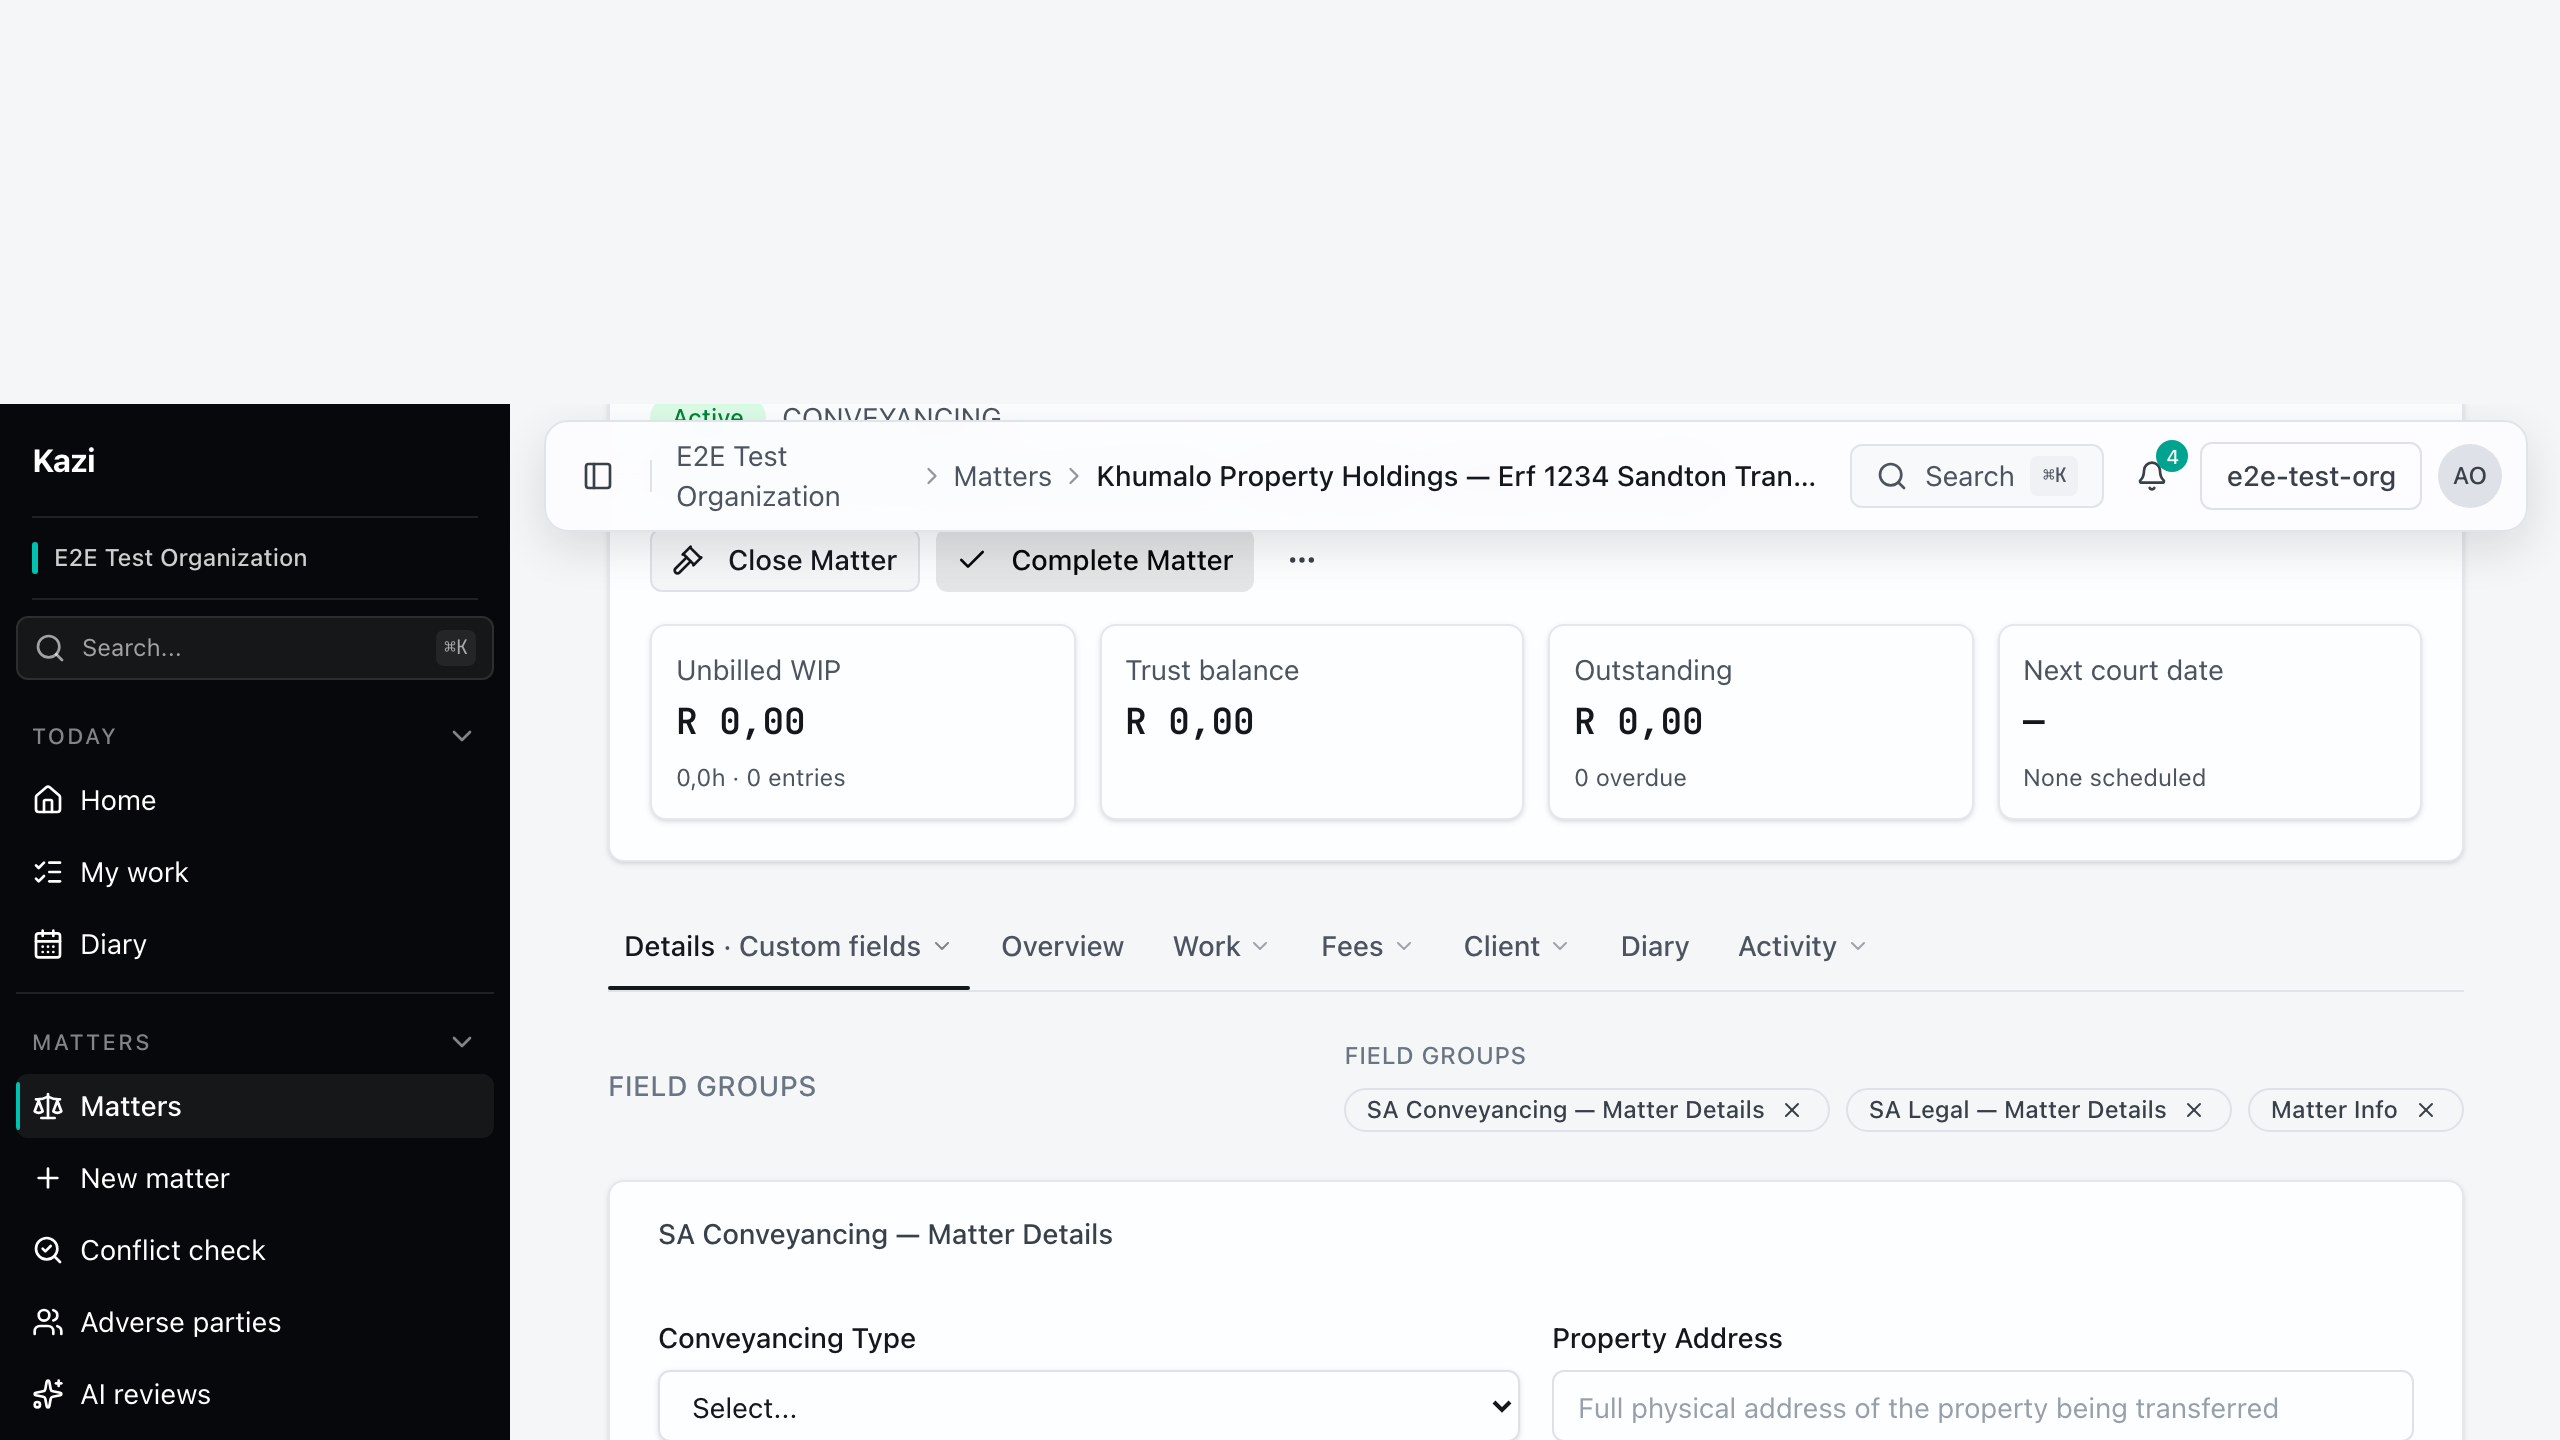 Kazi
E2E Test Organization
Search...
⌘K
TODAY
Home
My work
Diary
MATTERS
Matters
New matter
Conflict check
Adverse parties
AI reviews
Active CONVEYANCING
E2E Test
Organization
Matters
Khumalo Property Holdings — Erf 1234 Sandton Tran...
Search ⌘K
4
e2e-test-org
AO
Close Matter
Complete Matter
Unbilled WIP
R 0,00
0,0h · 0 entries
Trust balance
R 0,00
Outstanding
R 0,00
0 overdue
Next court date
—
None scheduled
Details · Custom fields
Overview
Work
Fees
Client
Diary
Activity
FIELD GROUPS
FIELD GROUPS
SA Conveyancing — Matter Details
SA Legal — Matter Details
Matter Info
SA Conveyancing — Matter Details
Conveyancing Type
Select...
Property Address
Full physical address of the property being transferred